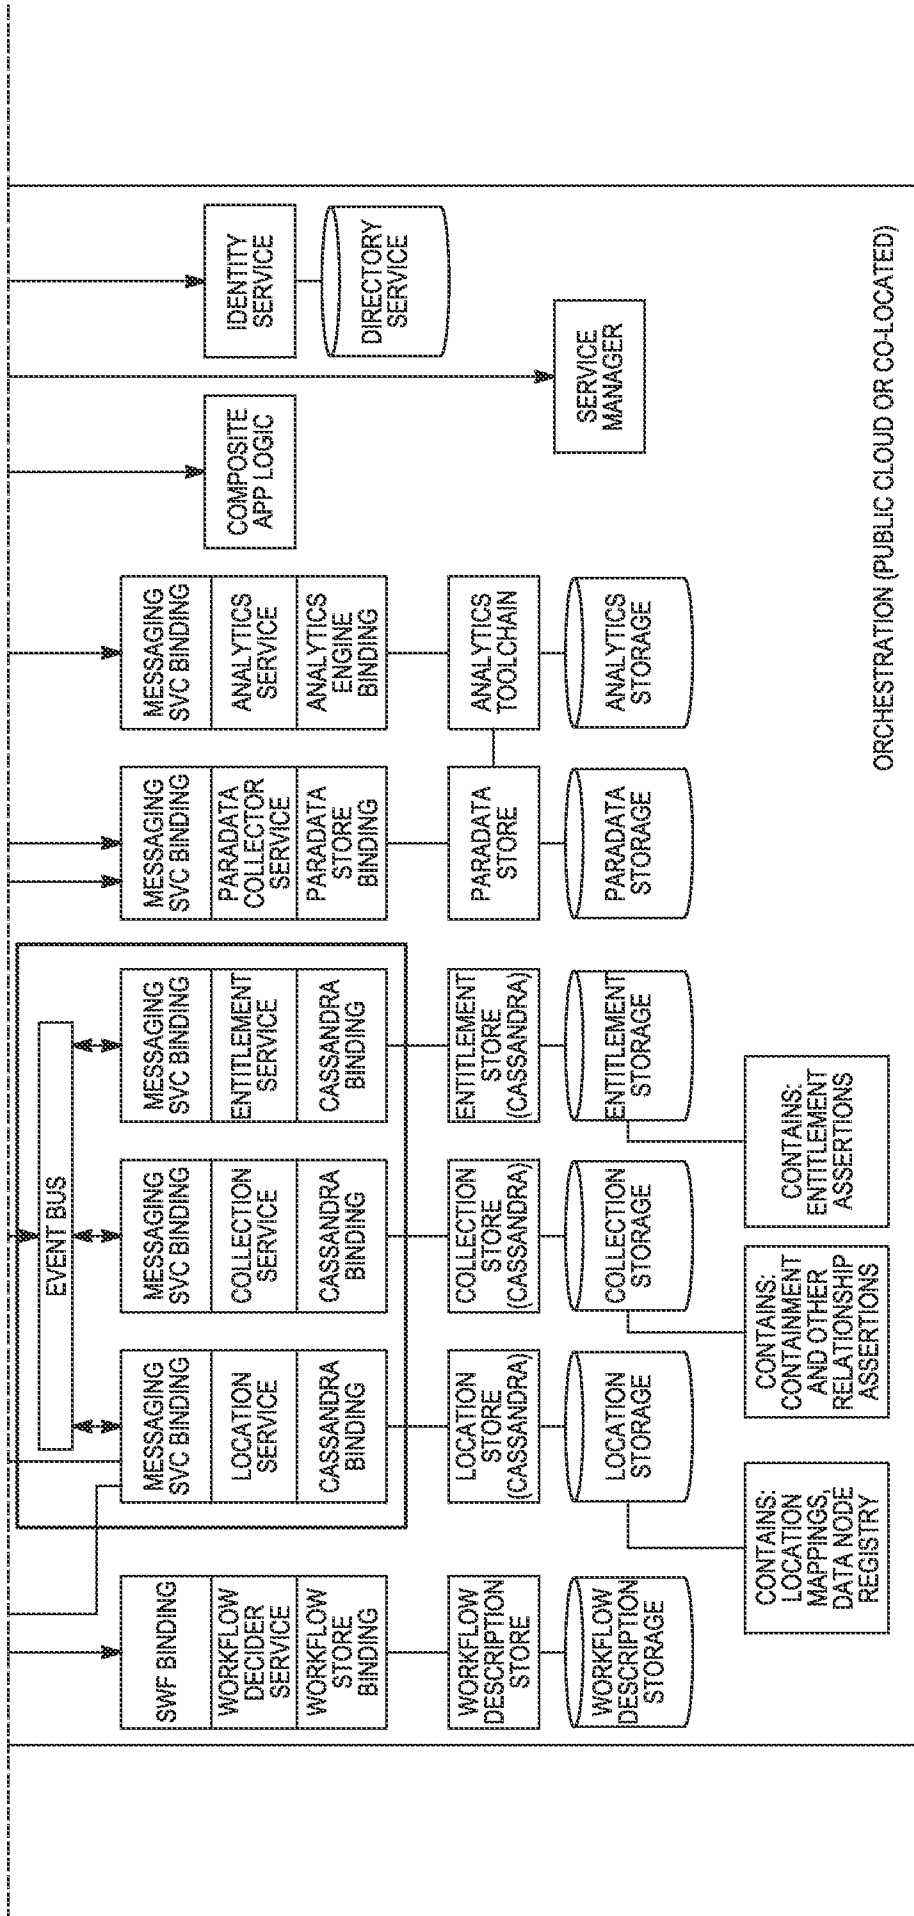 EVENT BUS
SWF BINDING
WORKFLOW
DECIDER
SERVICE
WORKFLOW
STORE
BINDING
WORKFLOW
DESCRIPTION
STORE
WORKFLOW
DESCRIPTION
STORAGE
MESSAGING
SVC BINDING
LOCATION
SERVICE
CASSANDRA
BINDING
LOCATION
STORE
(CASSANDRA)
LOCATION
STORAGE
CONTAINS:
LOCATION
MAPPINGS,
DATA NODE
REGISTRY
MESSAGING
SVC BINDING
COLLECTION
SERVICE
CASSANDRA
BINDING
COLLECTION
STORE
(CASSANDRA)
COLLECTION
STORAGE
CONTAINS:
CONTAINMENT
AND OTHER
RELATIONSHIP
ASSERTIONS
MESSAGING
SVC BINDING
ENTITLEMENT
SERVICE
CASSANDRA
BINDING
ENTITLEMENT
STORE
(CASSANDRA)
ENTITLEMENT
STORAGE
CONTAINS:
ENTITLEMENT
ASSERTIONS
MESSAGING
SVC BINDING
PARADATA
COLLECTOR
SERVICE
PARADATA
STORE
BINDING
PARADATA
STORE
PARADATA
STORAGE
MESSAGING
SVC BINDING
ANALYTICS
SERVICE
ANALYTICS
ENGINE
BINDING
ANALYTICS
TOOLCHAIN
ANALYTICS
STORAGE
COMPOSITE
APP LOGIC
IDENTITY
SERVICE
DIRECTORY
SERVICE
SERVICE
MANAGER
ORCHESTRATION (PUBLIC CLOUD OR CO-LOCATED)